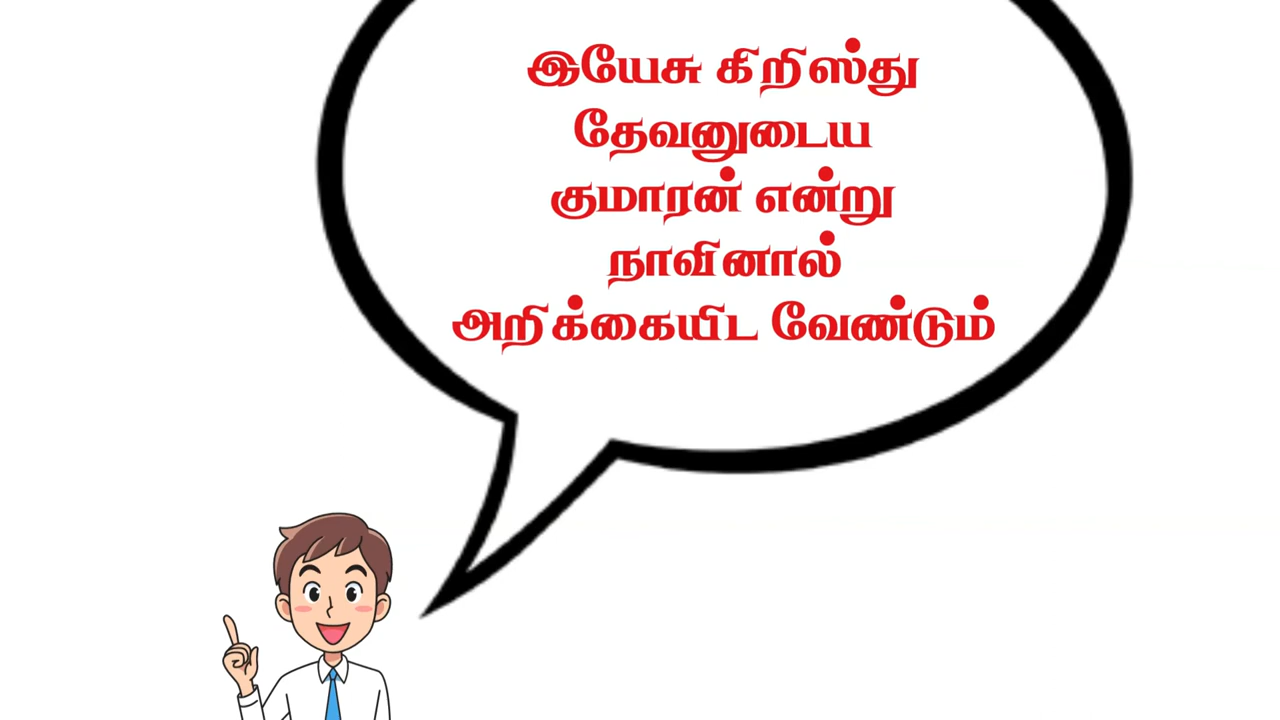 இயேசு கிறிஸ்து
தேவனுடைய
குமாரன் என்று
நாவினால்
அறிக்கையிட வேண்டும்